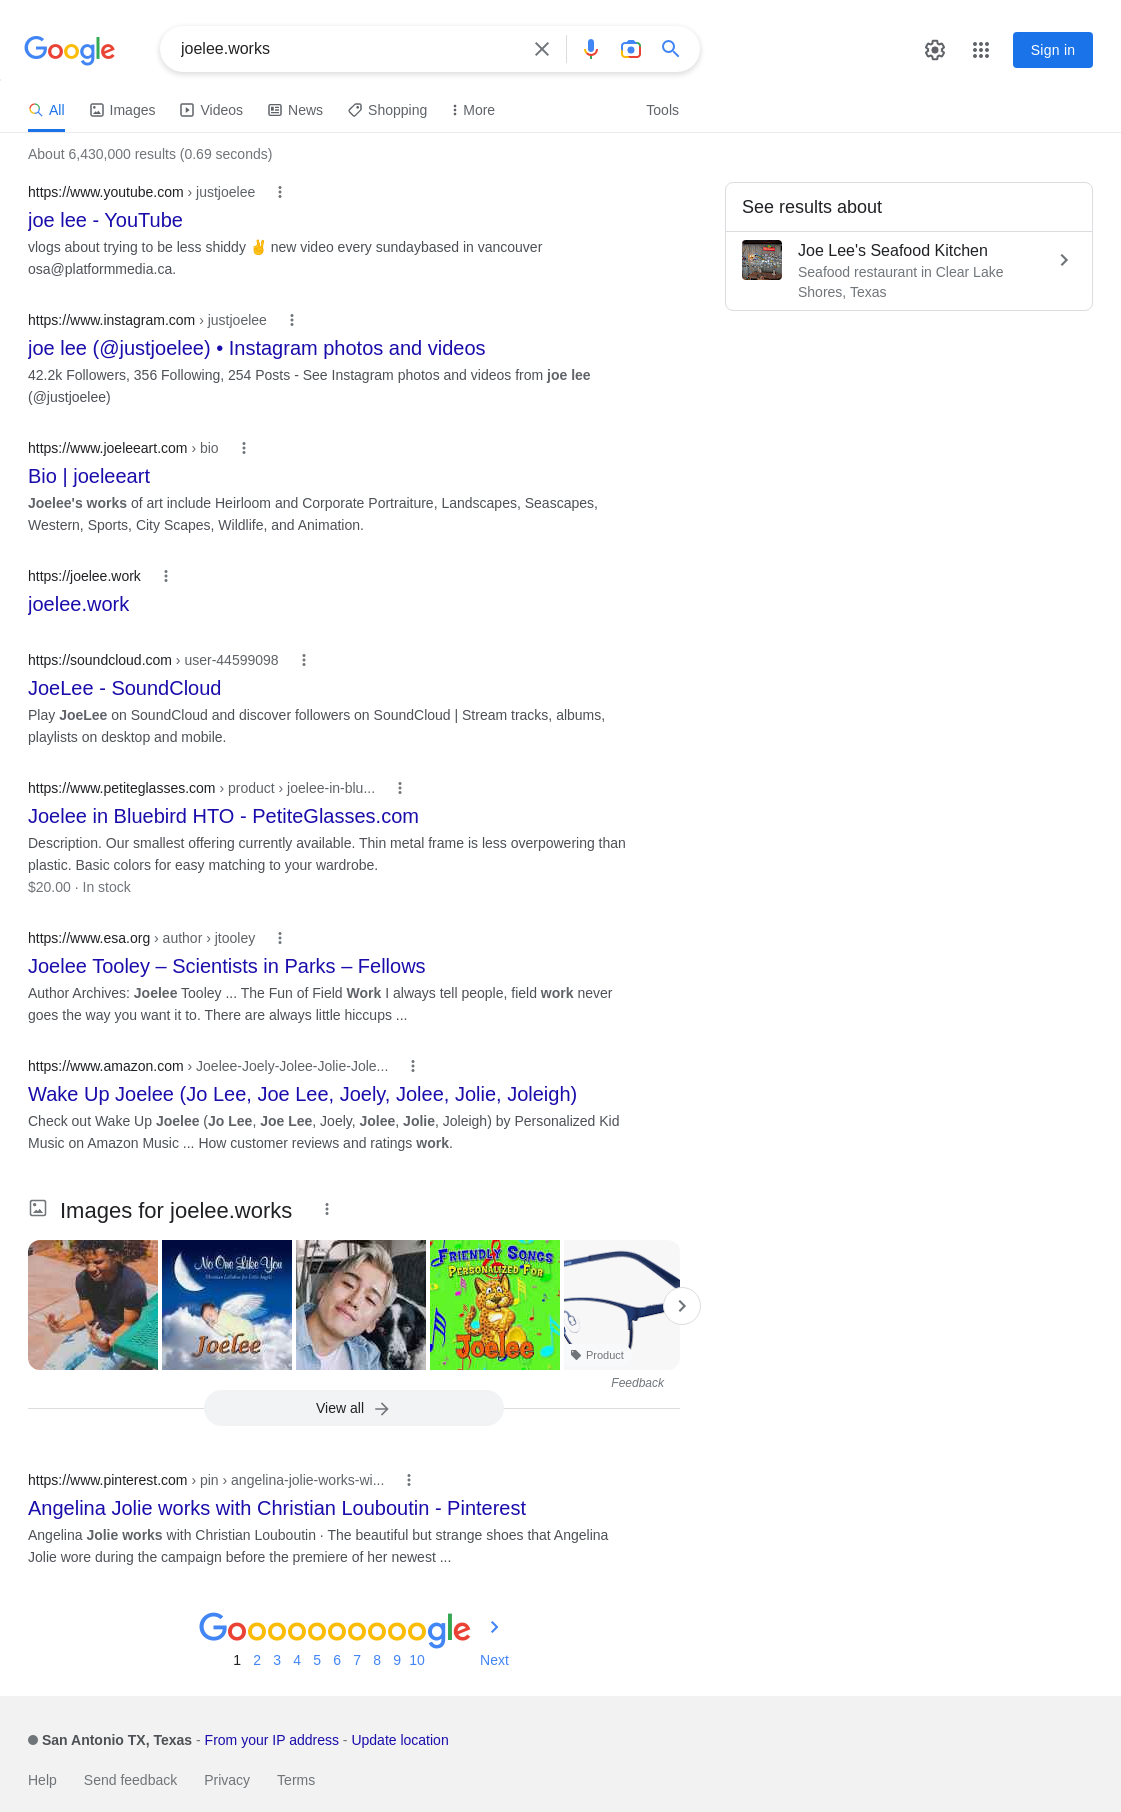 Google
joelee.works
Sign in
All Images Videos News Shopping More Tools
About 6,430,000 results (0.69 seconds)
https://www.youtube.com › justjoelee
joe lee - YouTube
vlogs about trying to be less shiddy ✌️ new video every sundaybased in vancouver
osa@platformmedia.ca.
https://www.instagram.com › justjoelee
joe lee (@justjoelee) • Instagram photos and videos
42.2k Followers, 356 Following, 254 Posts - See Instagram photos and videos from joe lee
(@justjoelee)
https://www.joeleeart.com › bio
Bio | joeleeart
Joelee's works of art include Heirloom and Corporate Portraiture, Landscapes, Seascapes,
Western, Sports, City Scapes, Wildlife, and Animation.
https://joelee.work
joelee.work
https://soundcloud.com › user-44599098
JoeLee - SoundCloud
Play JoeLee on SoundCloud and discover followers on SoundCloud | Stream tracks, albums,
playlists on desktop and mobile.
https://www.petiteglasses.com › product › joelee-in-blu...
Joelee in Bluebird HTO - PetiteGlasses.com
Description. Our smallest offering currently available. Thin metal frame is less overpowering than
plastic. Basic colors for easy matching to your wardrobe.
$20.00 · In stock
https://www.esa.org › author › jtooley
Joelee Tooley – Scientists in Parks – Fellows
Author Archives: Joelee Tooley ... The Fun of Field Work I always tell people, field work never
goes the way you want it to. There are always little hiccups ...
https://www.amazon.com › Joelee-Joely-Jolee-Jolie-Jole...
Wake Up Joelee (Jo Lee, Joe Lee, Joely, Jolee, Jolie, Joleigh)
Check out Wake Up Joelee (Jo Lee, Joe Lee, Joely, Jolee, Jolie, Joleigh) by Personalized Kid
Music on Amazon Music ... How customer reviews and ratings work.
Images for joelee.works
No One Like You
Joelee
FRIENDLY SONGS
PERSONALIZED FOR
Joelee
Product
Feedback
View all
https://www.pinterest.com › pin › angelina-jolie-works-wi...
Angelina Jolie works with Christian Louboutin - Pinterest
Angelina Jolie works with Christian Louboutin · The beautiful but strange shoes that Angelina
Jolie wore during the campaign before the premiere of her newest ...
Goooooooooogle
1 2 3 4 5 6 7 8 9 10 Next
See results about
Joe Lee's Seafood Kitchen
Seafood restaurant in Clear Lake
Shores, Texas
San Antonio TX, Texas - From your IP address - Update location
Help Send feedback Privacy Terms